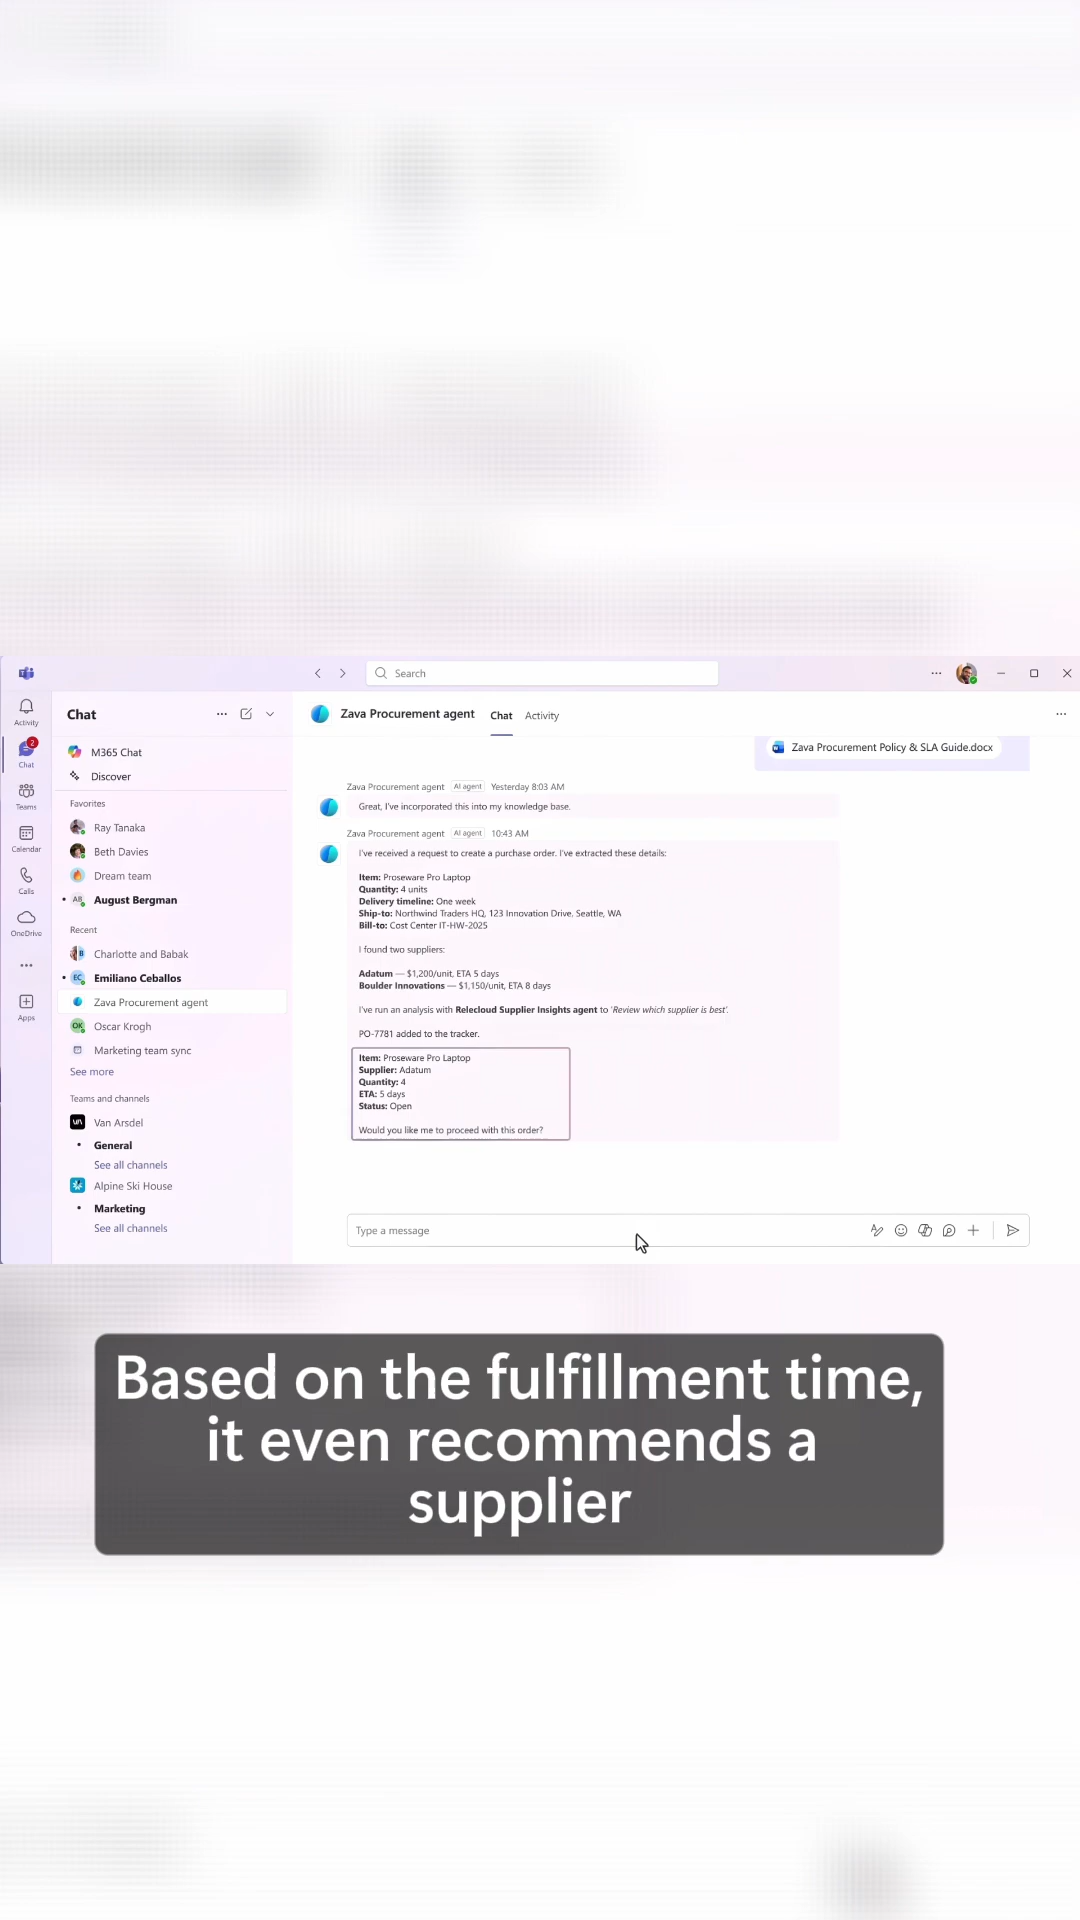 Search
Activity
Chat
Teams
Calendar
Calls
OneDrive
Apps
2
Chat
M365 Chat
Discover
Favorites
Ray Tanaka
Beth Davies
Dream team
AB
August Bergman
Recent
Charlotte and Babak
EC
Emiliano Ceballos
Zava Procurement agent
OK
Oscar Krogh
Marketing team sync
See more
Teams and channels
Van Arsdel
General
See all channels
Alpine Ski House
Marketing
See all channels
Zava Procurement agent Chat Activity
Zava Procurement Policy & SLA Guide.docx
Zava Procurement agent AI agent Yesterday 8:03 AM
Great, I've incorporated this into my knowledge base.
Zava Procurement agent AI agent 10:43 AM
I've received a request to create a purchase order. I've extracted these details:
Item: Proseware Pro Laptop
Quantity: 4 units
Delivery timeline: One week
Ship-to: Northwind Traders HQ, 123 Innovation Drive, Seattle, WA
Bill-to: Cost Center IT-HW-2025
I found two suppliers:
Adatum — $1,200/unit, ETA 5 days
Boulder Innovations — $1,150/unit, ETA 8 days
I've run an analysis with Relecloud Supplier Insights agent to 'Review which supplier is best'.
PO-7781 added to the tracker.
Item: Proseware Pro Laptop
Supplier: Adatum
Quantity: 4
ETA: 5 days
Status: Open
Would you like me to proceed with this order?
Type a message
Based on the fulfillment time,
it even recommends a
supplier